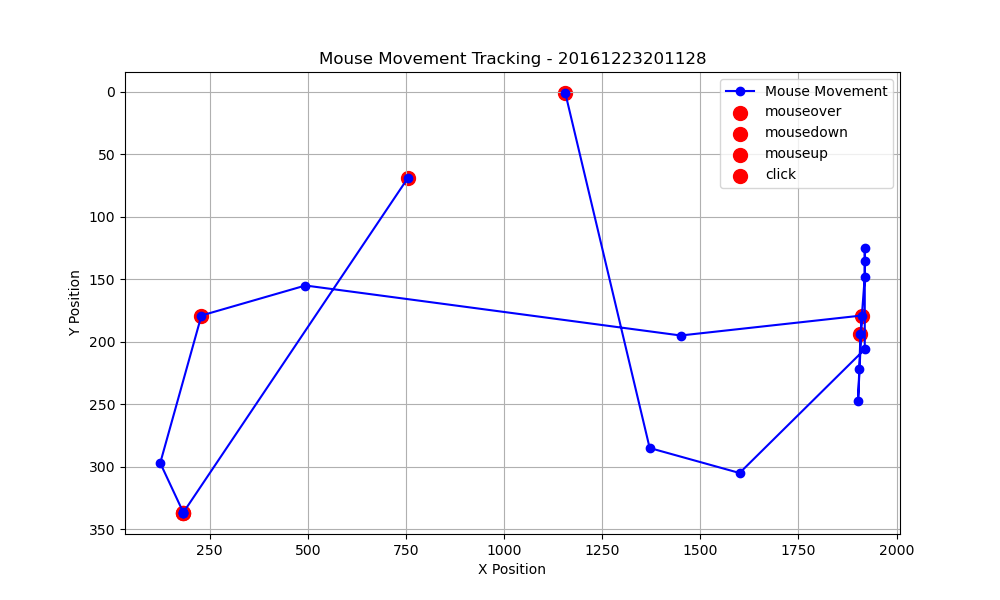 Mouse Movement Tracking - 20161223201128
Mouse Movement
mouseover
mousedown
mouseup
click
0
50
100
150
200
250
300
350
Y Position
250
500
750
1000
1250
1500
1750
2000
X Position